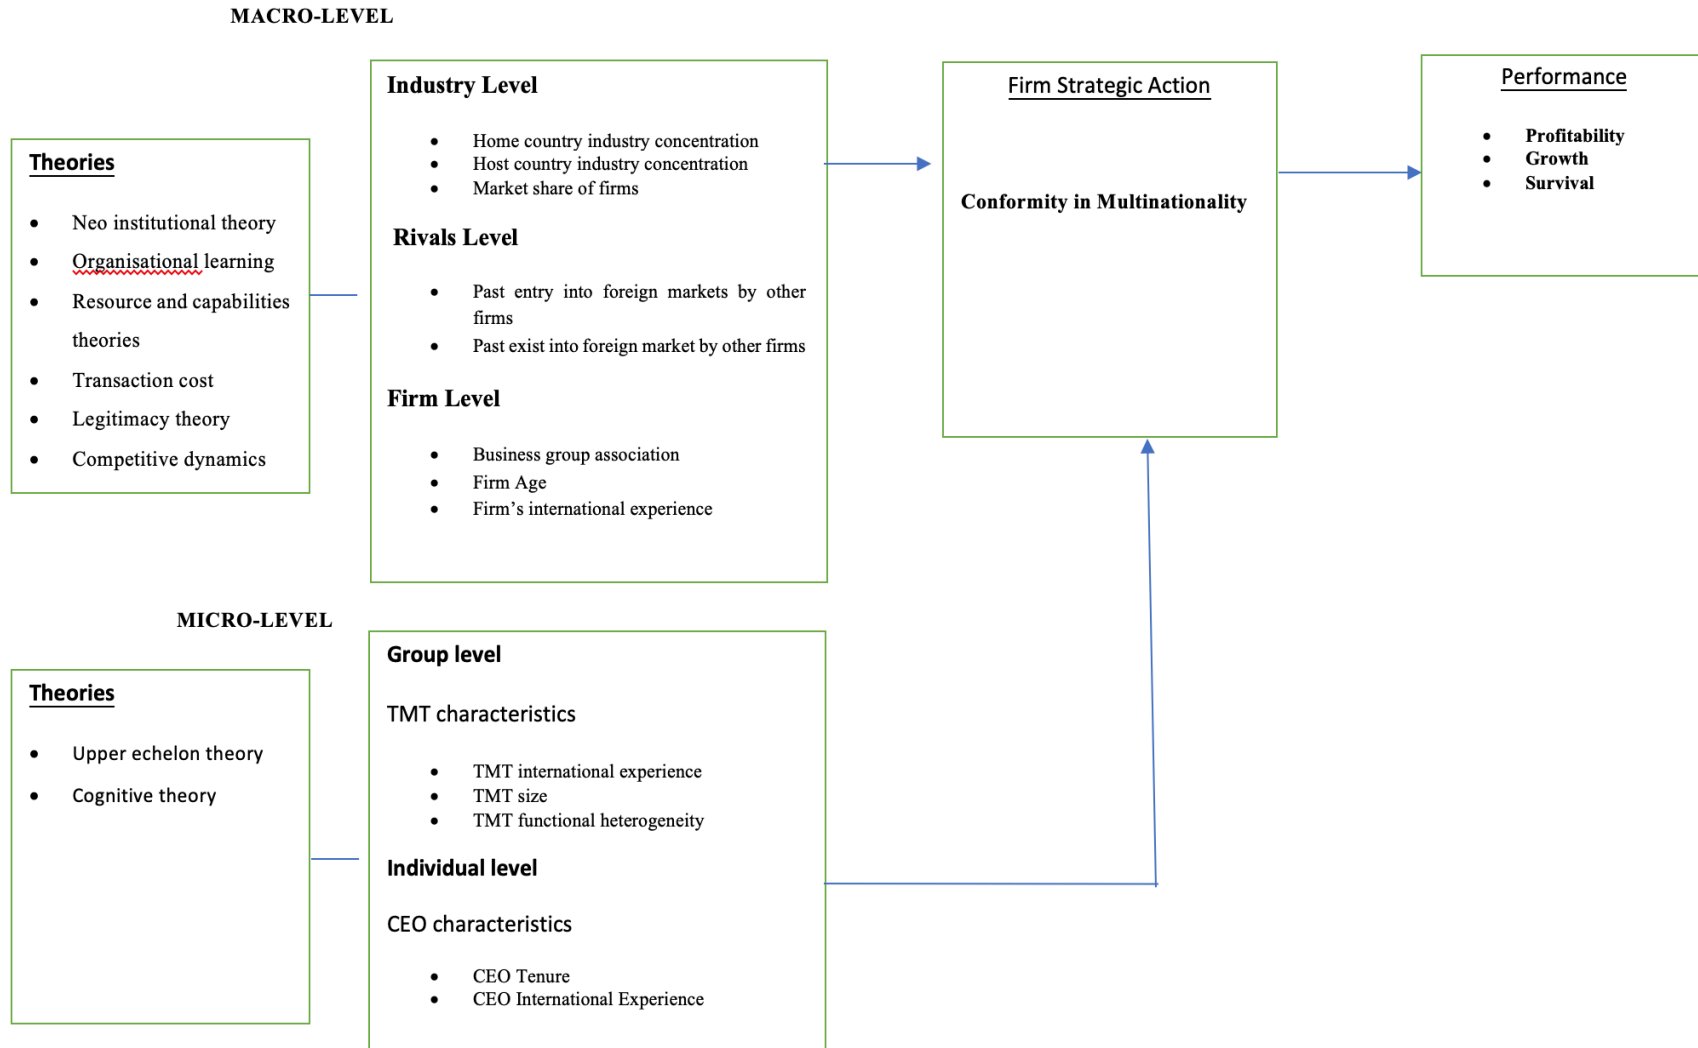 MACRO-LEVEL
Theories
Neo institutional theory
Organisational learning
Resource and capabilities
theories
Transaction cost
Legitimacy theory
Competitive dynamics
Industry Level
Home country industry concentration
Host country industry concentration
Market share of firms
Rivals Level
Past entry into foreign markets by other
firms
Past exist into foreign market by other firms
Firm Level
Business group association
Firm Age
Firm’s international experience
Firm Strategic Action
Conformity in Multinationality
Performance
Profitability
Growth
Survival
MICRO-LEVEL
Theories
Upper echelon theory
Cognitive theory
Group level
TMT characteristics
TMT international experience
TMT size
TMT functional heterogeneity
Individual level
CEO characteristics
CEO Tenure
CEO International Experience